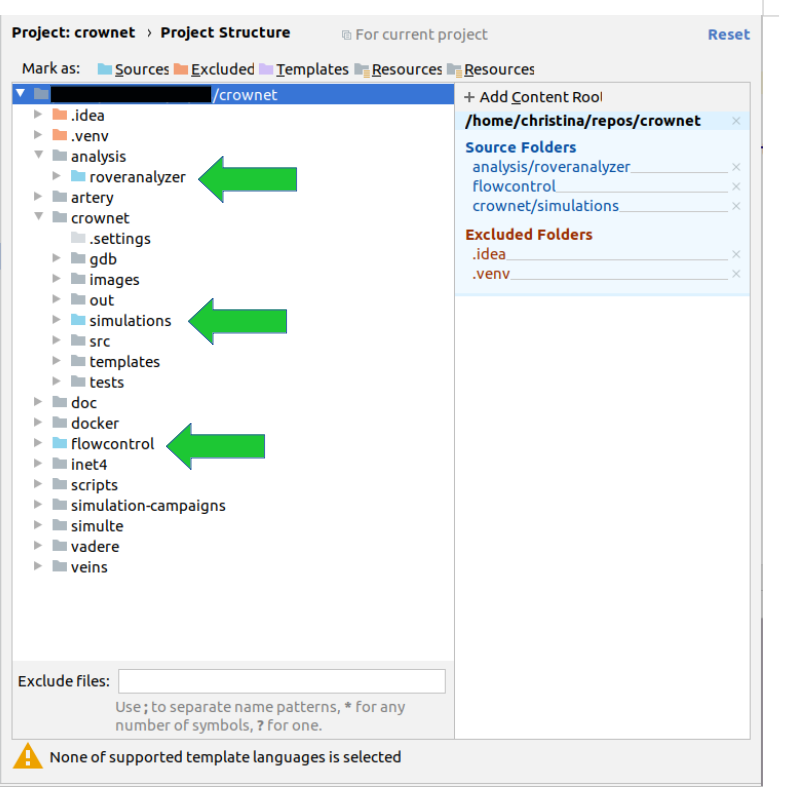 Project: crownet › Project Structure
For current project
Reset
Mark as: Sources Excluded Templates Resources Resources
/crownet
.idea
.venv
analysis
roveranalyzer
artery
crownet
.settings
gdb
images
out
simulations
src
templates
tests
doc
docker
flowcontrol
inet4
scripts
simulation-campaigns
simulte
vadere
veins
+ Add Content Root
/home/christina/repos/crownet ×
Source Folders
analysis/roveranalyzer ×
flowcontrol ×
crownet/simulations ×
Excluded Folders
.idea ×
.venv ×
Exclude files:
Use ; to separate name patterns, * for any
number of symbols, ? for one.
None of supported template languages is selected